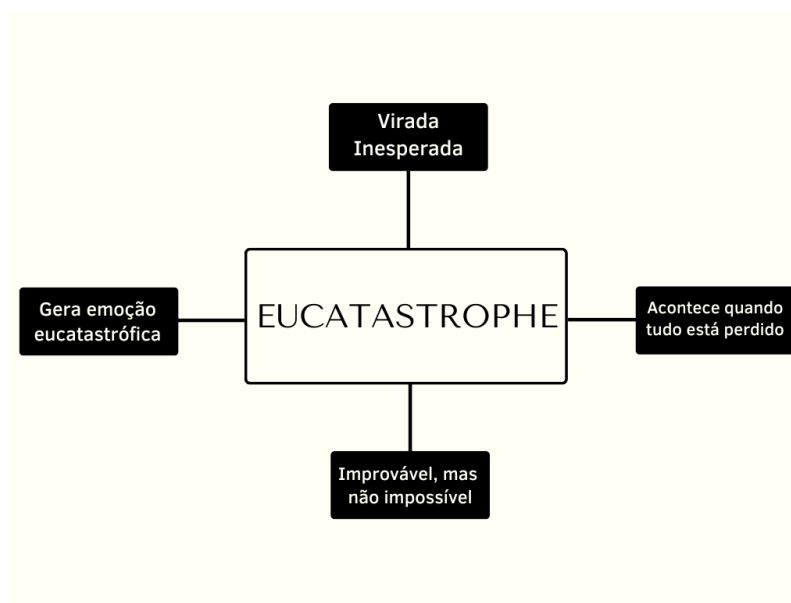 Virada
Inesperada
Gera emoção
eucatastrófica
EUCATASTROPHE
Acontece quando
tudo está perdido
Improvável, mas
não impossível